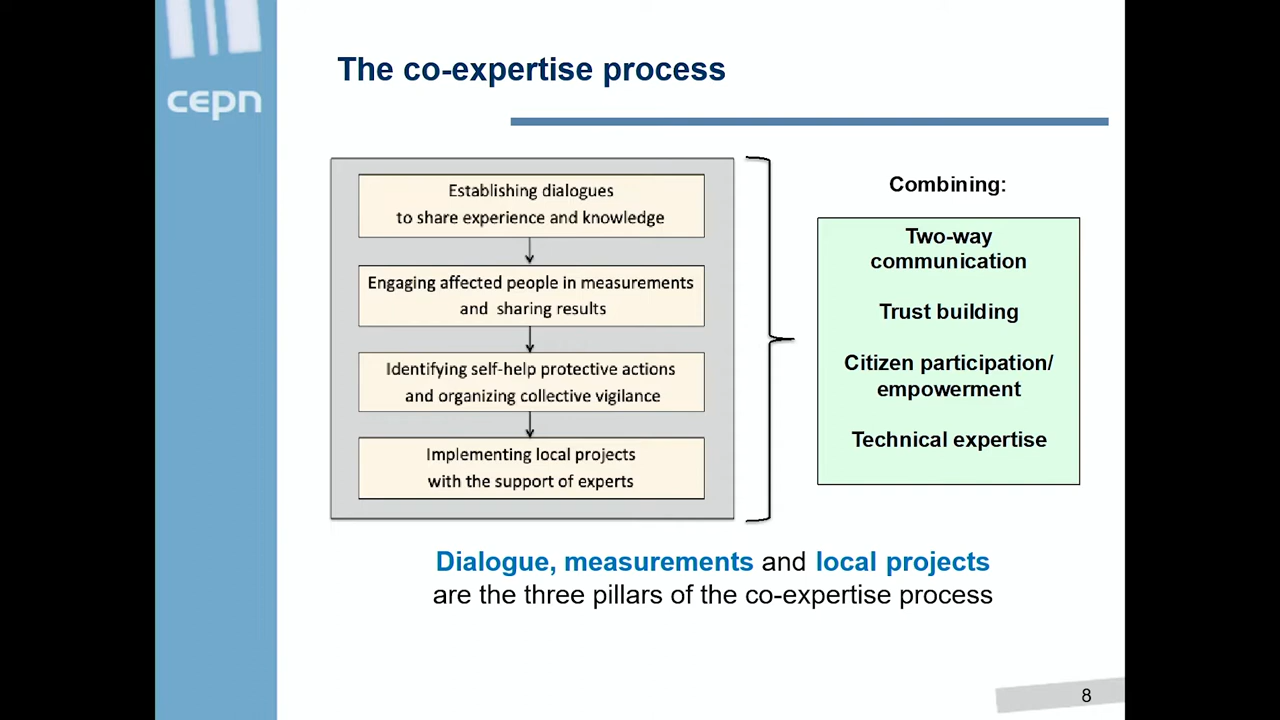 cepn
The co-expertise process
Establishing dialogues
to share experience and knowledge
Engaging affected people in measurements
and sharing results
Identifying self-help protective actions
and organizing collective vigilance
Implementing local projects
with the support of experts
Combining:
Two-way
communication
Trust building
Citizen participation/
empowerment
Technical expertise
Dialogue, measurements and local projects
are the three pillars of the co-expertise process
8